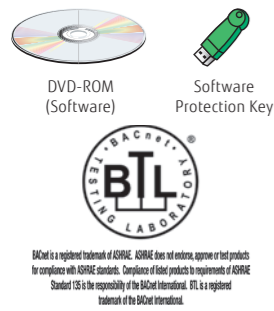 DVD-ROM
(Software)
Software
Protection Key
BACnet
®
BTL
TESTING LABORATORY
BACnet is a registered trademark of ASHRAE. ASHRAE does not endorse, approve or test products
for compliance with ASHRAE standards. Compliance of listed products to requirements of ASHRAE
Standard 135 is the responsibility of the BACnet International. BTL is a registered
trademark of the BACnet International.